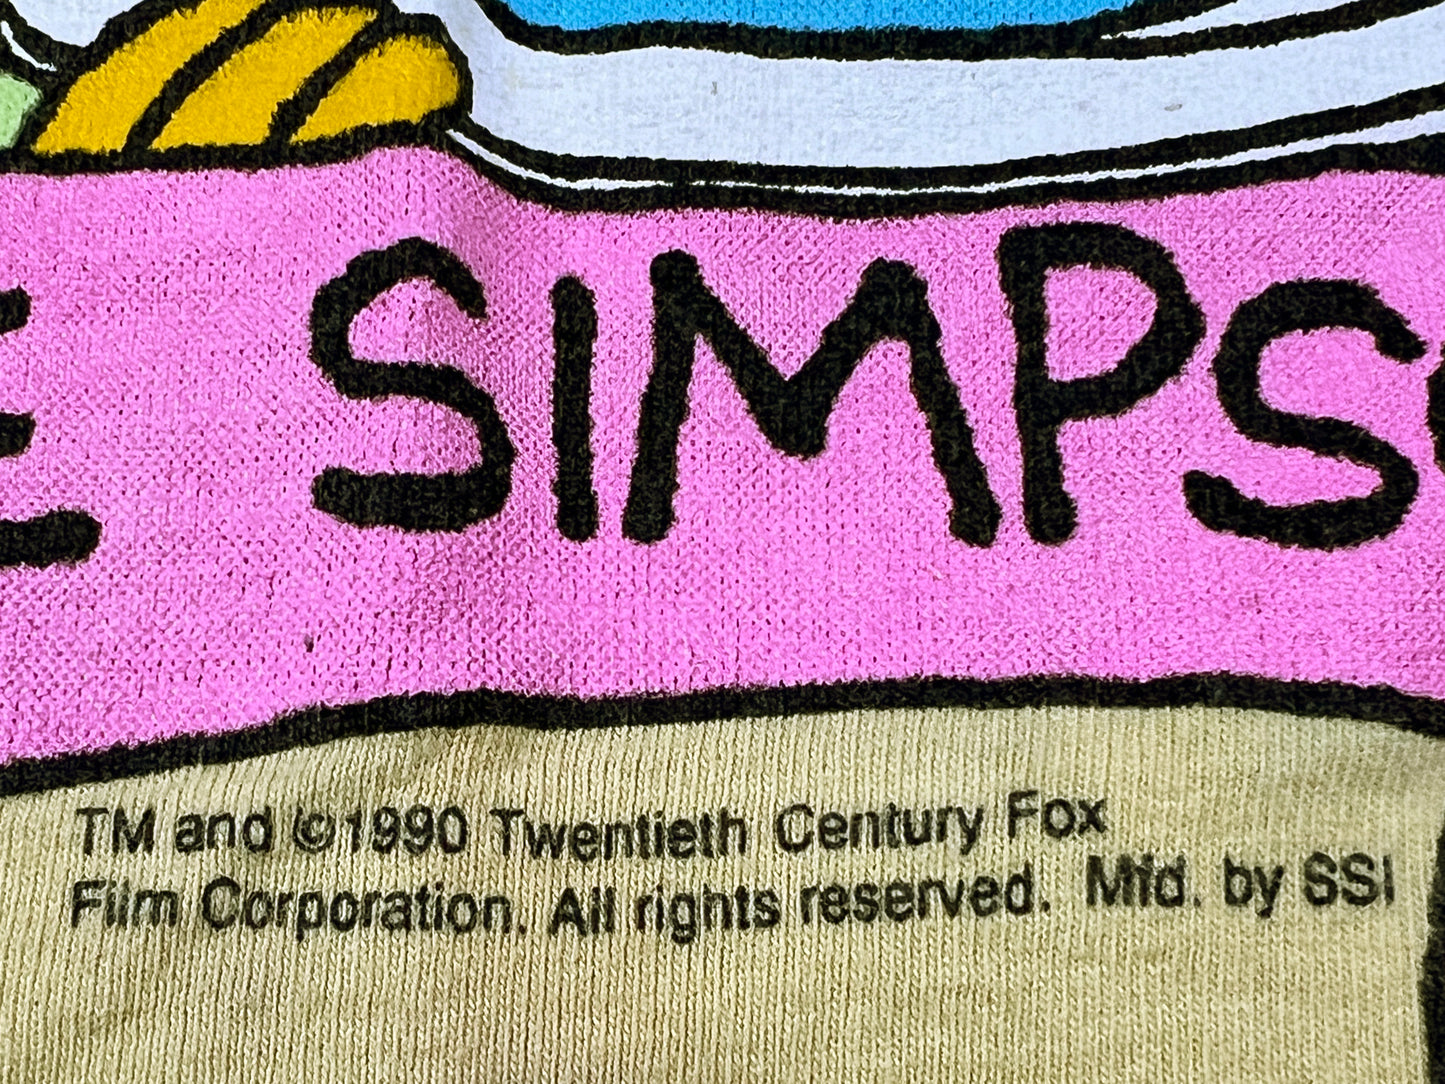 E SIMPS
TM and ©1990 Twentieth Century Fox
Film Corporation. All rights reserved. Mfd. by SSI